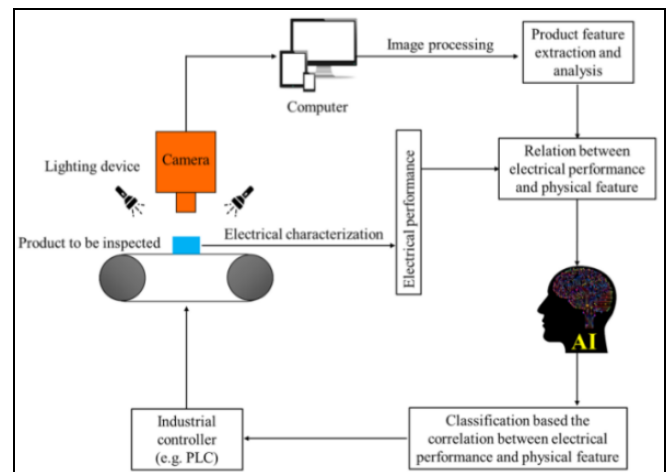 Image processing
Product feature
extraction and
analysis
Computer
Camera
Lighting device
Relation between
electrical performance
and physical feature
Electrical performance
Product to be inspected
Electrical characterization
AI
Industrial
controller
(e.g. PLC)
Classification based the
correlation between electrical
performance and physical feature